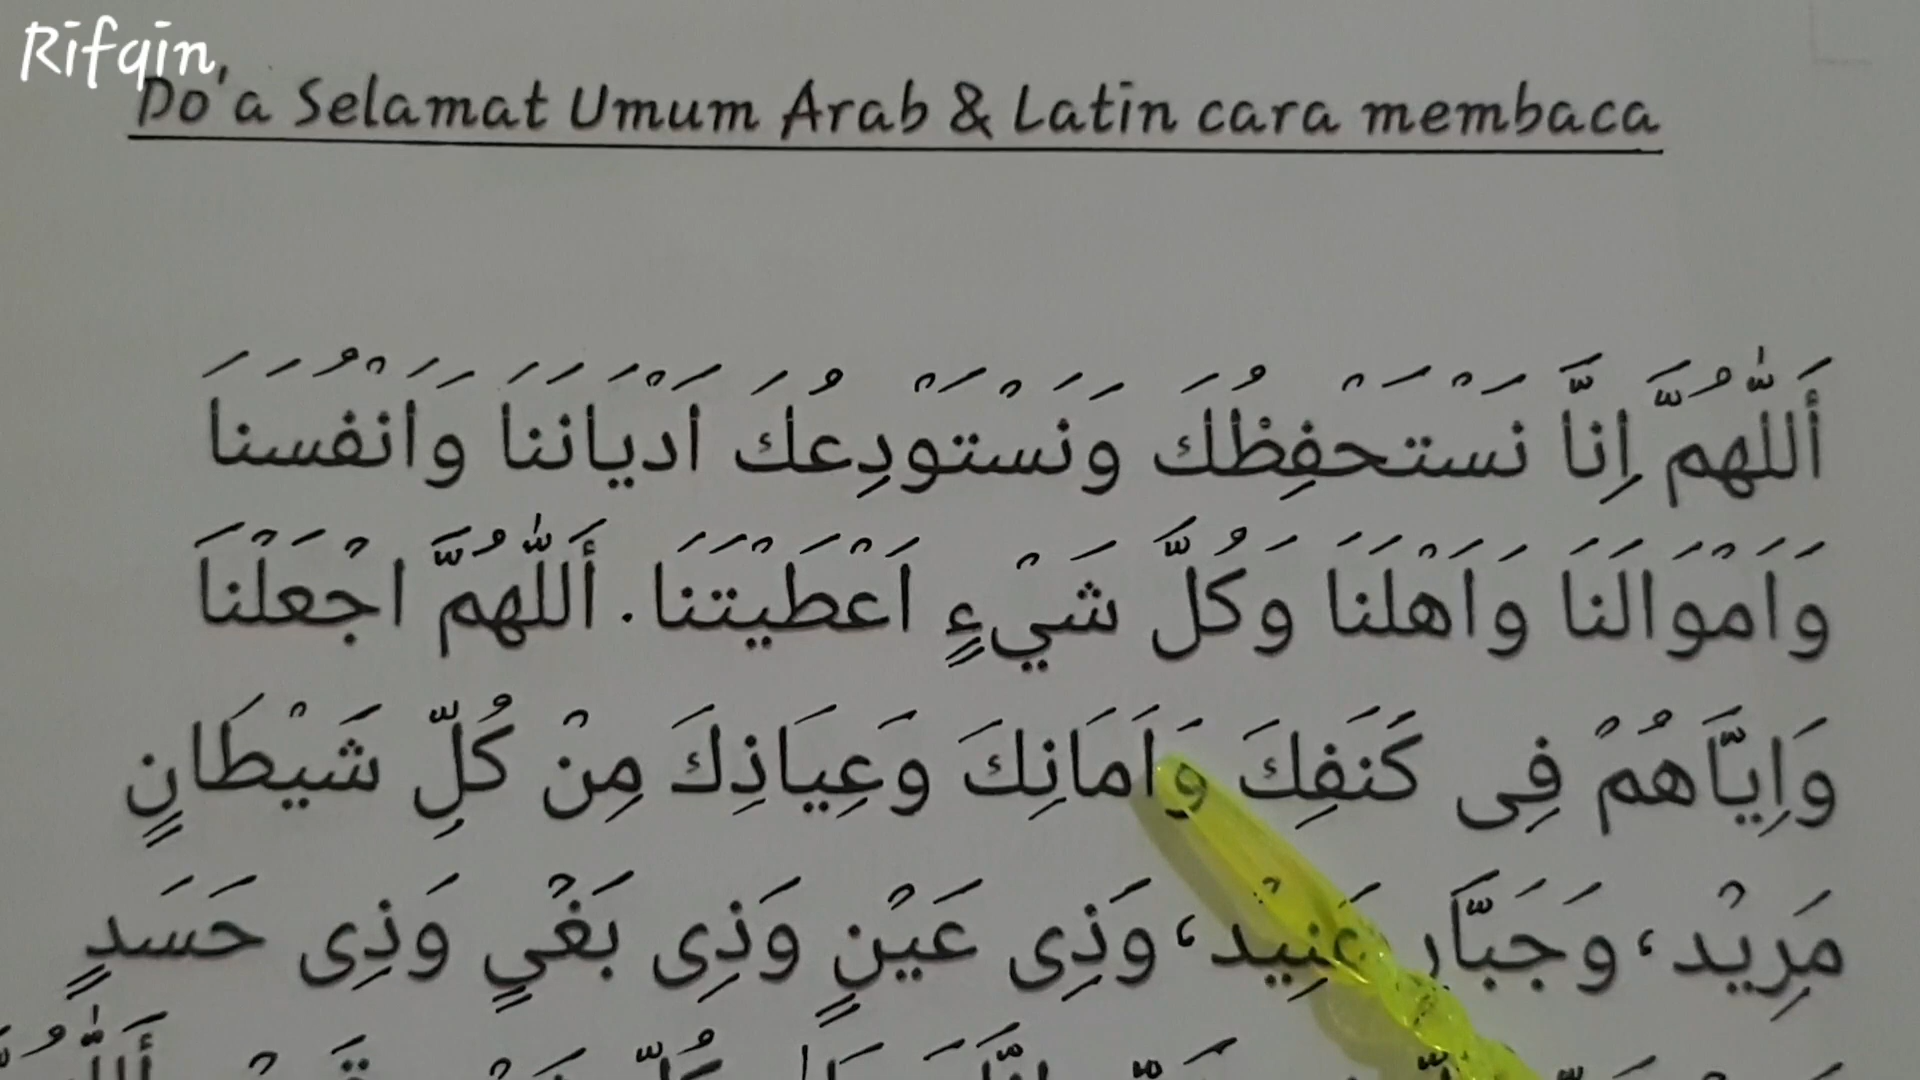 Rifqin
Do'a Selamat Umum Arab & Latin cara membaca
أَللّٰهُمَّ اِنَّا نَسْتَحْفِظُكَ وَنَسْتَوْدِعُكَ اَدْيَانَنَا وَاَنْفُسَنَا
وَاَمْوَالَنَا وَاَهْلَنَا وَكُلَّ شَيْءٍ اَعْطَيْتَنَا. أَللّٰهُمَّ اجْعَلْنَا
وَاِيَّاهُمْ فِى كَنَفِكَ وَاَمَانِكَ وَعِيَاذِكَ مِنْ كُلِّ شَيْطَانٍ
مَرِيْد، وَجَبَّار عَنِيْد، وَذِى عَيْنٍ وَذِى بَغْيٍ وَذِى حَسَدٍ